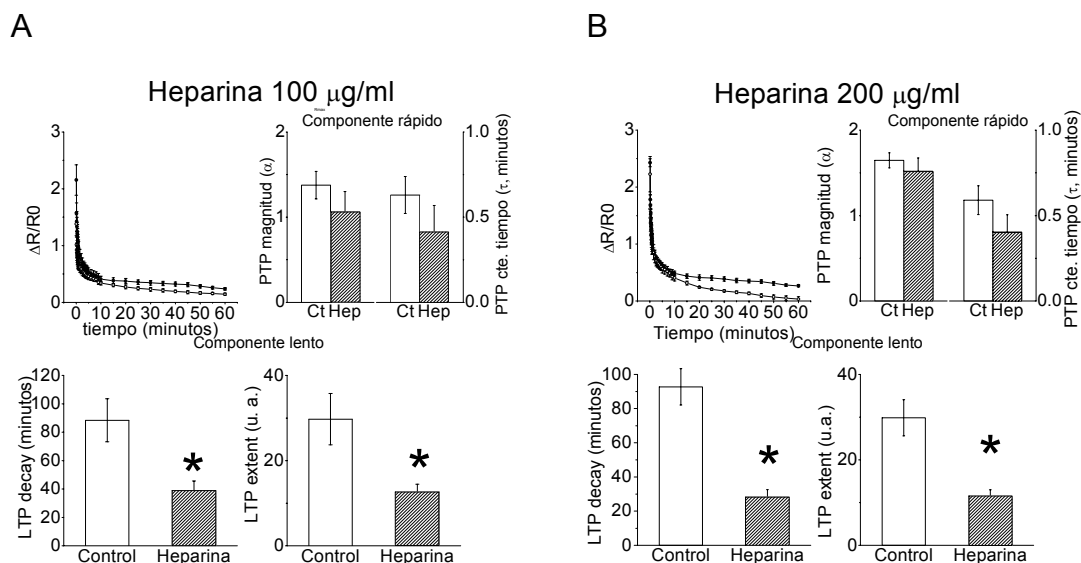 A
Heparina 100 μg/ml
Componente rápido
ΔR/R0
3
2
1
0
0 10 20 30 40 50 60
tiempo (minutos)
PTP magnitud (α)
2
1
0
Ct Hep
Ct Hep
1.0
0.5
0.0
PTP cte. tiempo (τ, minutos)
Componente lento
LTP decay (minutos)
120
100
80
60
40
20
0
*
Control Heparina
LTP extent (u. a.)
40
20
0
*
Control Heparina
B
Heparina 200 μg/ml
Componente rápido
ΔR/R0
3
2
1
0
0 10 20 30 40 50 60
Tiempo (minutos)
PTP magnitud (α)
2
1
0
Ct Hep
Ct Hep
1.0
0.5
0.0
PTP cte. tiempo (τ, minutos)
Componente lento
LTP decay (minutos)
100
80
60
40
20
0
*
Control Heparina
LTP extent (u.a.)
40
20
0
*
Control Heparina